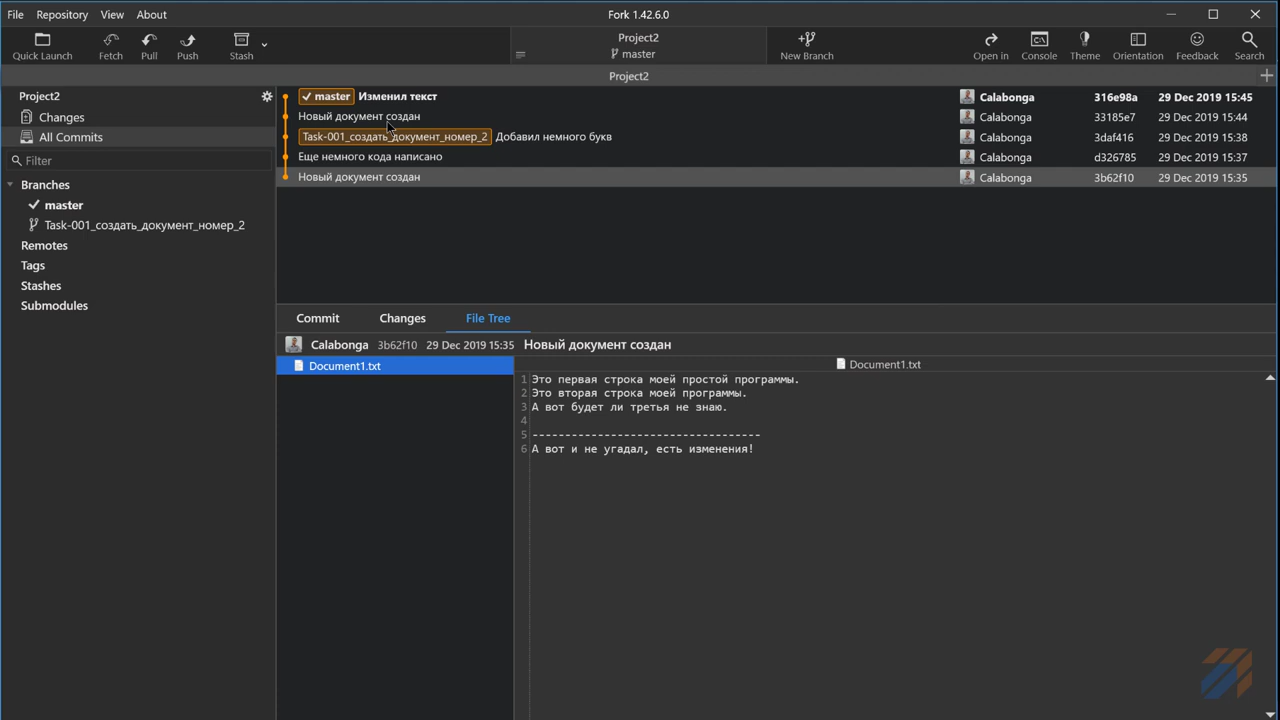 File Repository View About Fork 1.42.6.0
Quick Launch Fetch Pull Push Stash Project2 master New Branch Open in Console Theme Orientation Feedback Search
Project2
Project2
Changes
All Commits
Filter
Branches
master
Task-001_создать_документ_номер_2
Remotes
Tags
Stashes
Submodules
master Изменил текст Calabonga 316e98a 29 Dec 2019 15:45
Новый документ создан Calabonga 33185e7 29 Dec 2019 15:44
Task-001_создать_документ_номер_2 Добавил немного букв Calabonga 3daf416 29 Dec 2019 15:38
Еще немного кода написано Calabonga d326785 29 Dec 2019 15:37
Новый документ создан Calabonga 3b62f10 29 Dec 2019 15:35
Commit Changes File Tree
Calabonga 3b62f10 29 Dec 2019 15:35 Новый документ создан
Document1.txt
Document1.txt
1 Это первая строка моей простой программы.
2 Это вторая строка моей программы.
3 А вот будет ли третья не знаю.
4
5 -----------------------------------
6 А вот и не угадал, есть изменения!